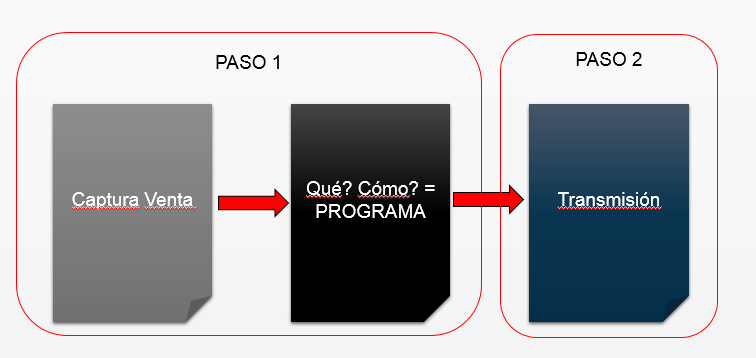 PASO 1
Captura Venta
Qué? Cómo? =
PROGRAMA
PASO 2
Transmisión